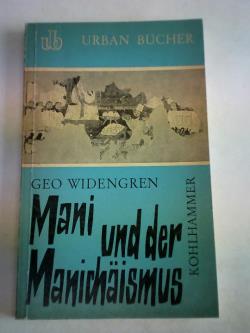 ub
URBAN BÜCHER
GEO WIDENGREN
Mani
und der
Manichäismus
KOHLHAMMER